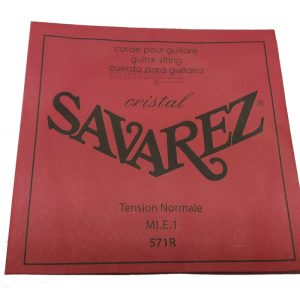 corde pour guitare
guitar string
cuerda para guitarra
cristal
SAVAREZ®
Tension Normale
MI.E.1
571R